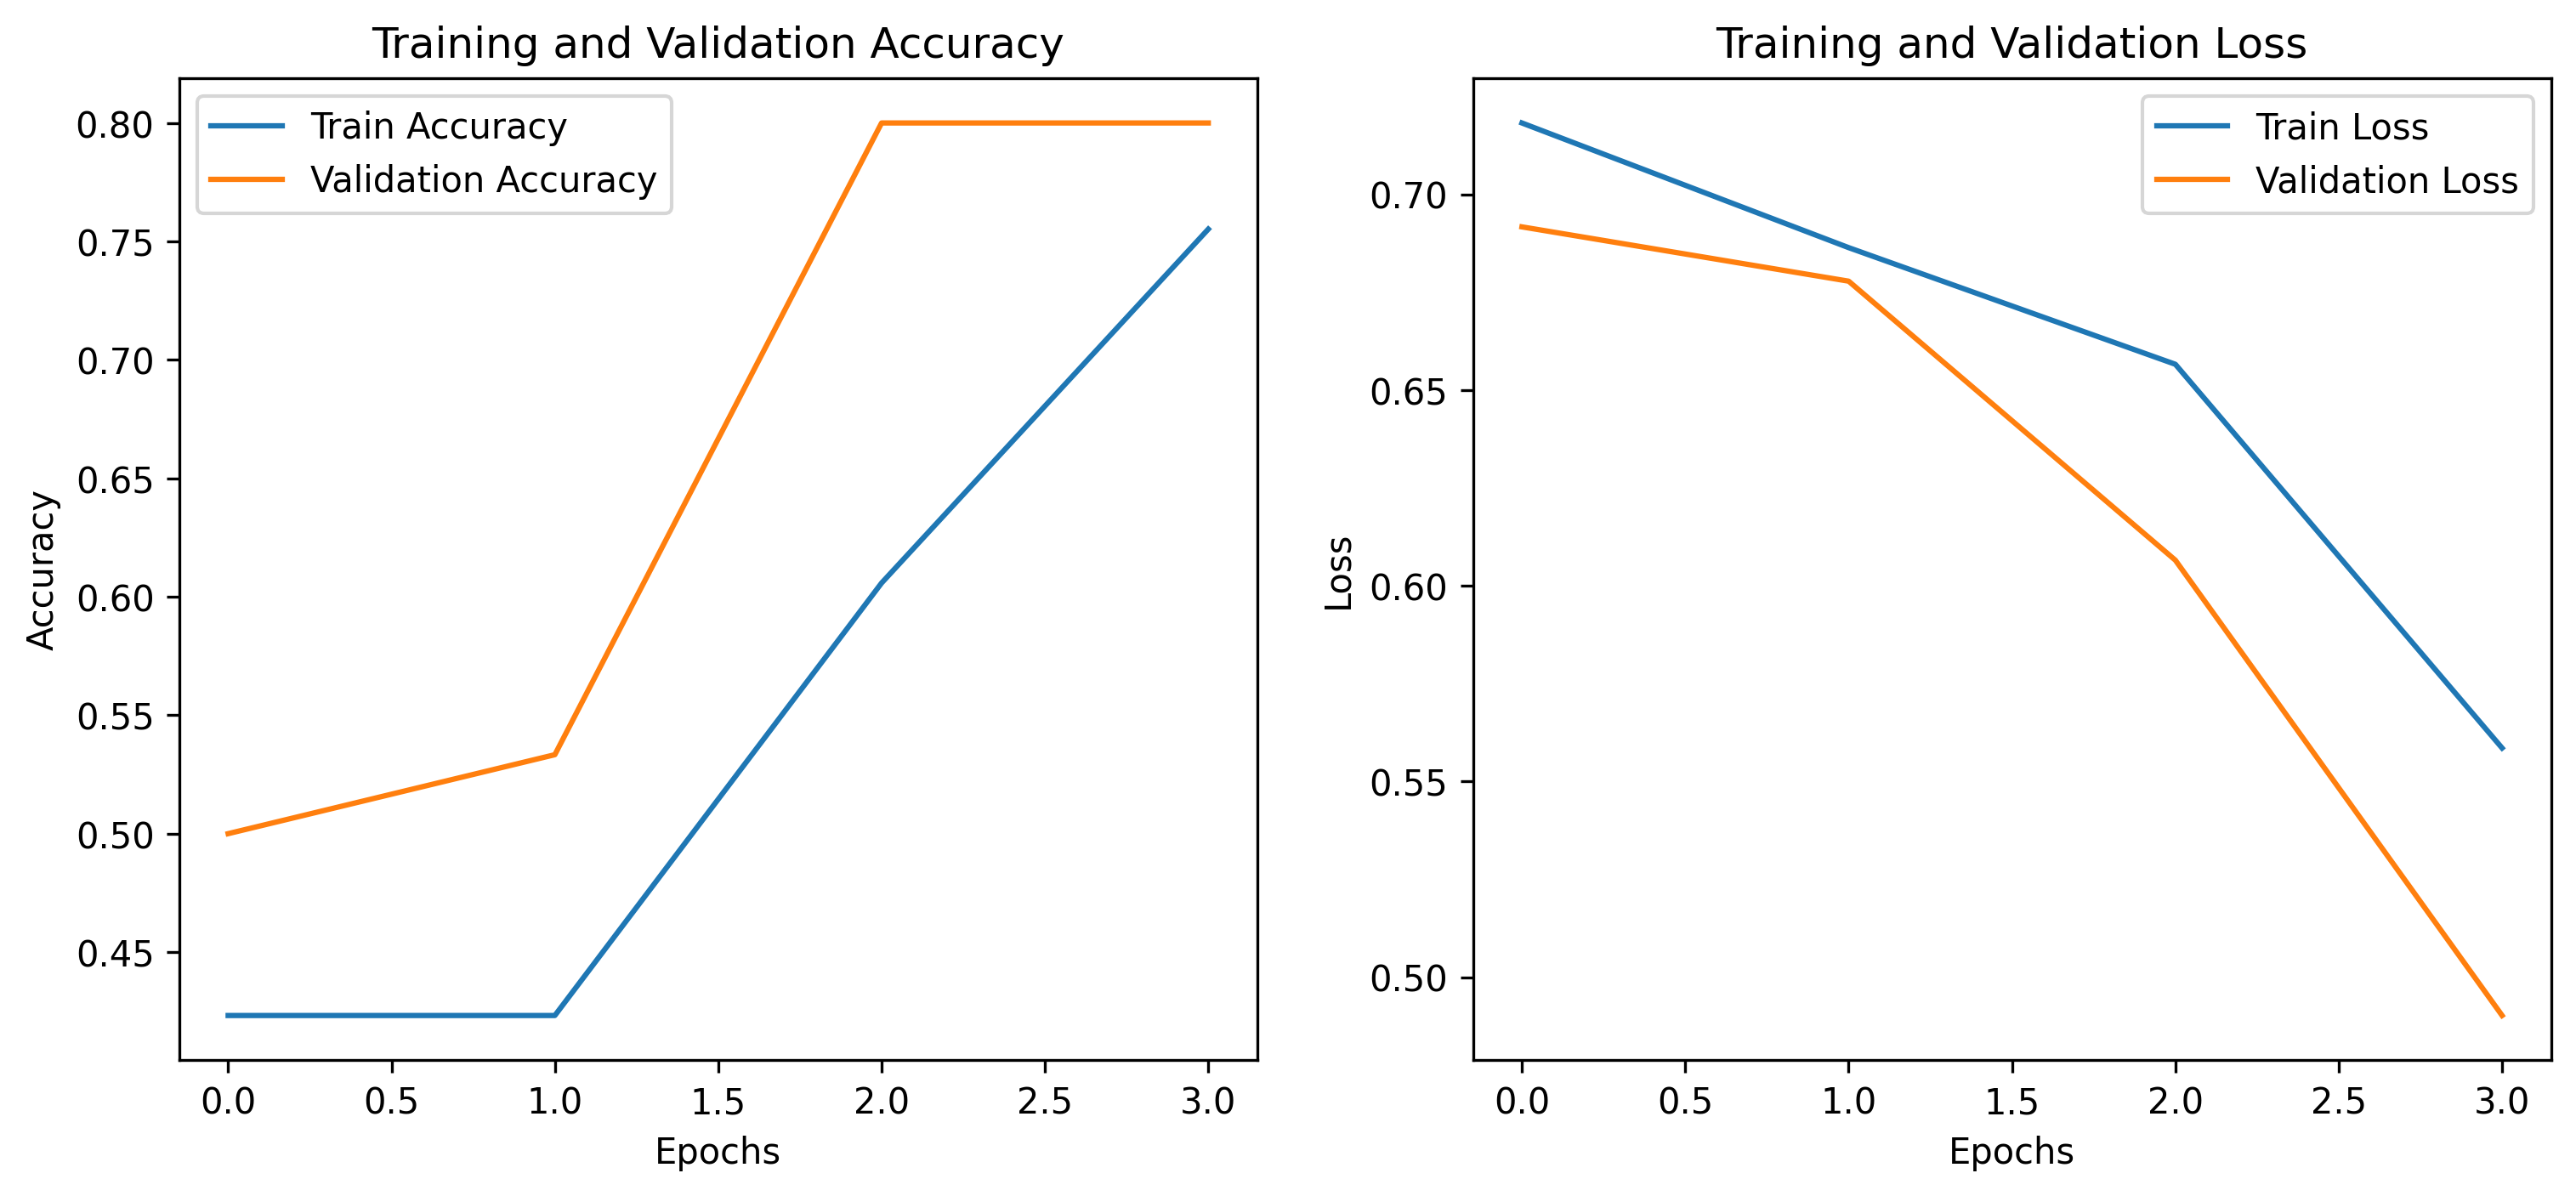 Training and Validation Accuracy
Train Accuracy
Validation Accuracy
0.80
0.75
0.70
0.65
0.60
0.55
0.50
0.45
Accuracy
0.0 0.5 1.0 1.5 2.0 2.5 3.0
Epochs
Training and Validation Loss
Train Loss
Validation Loss
0.70
0.65
0.60
0.55
0.50
Loss
0.0 0.5 1.0 1.5 2.0 2.5 3.0
Epochs